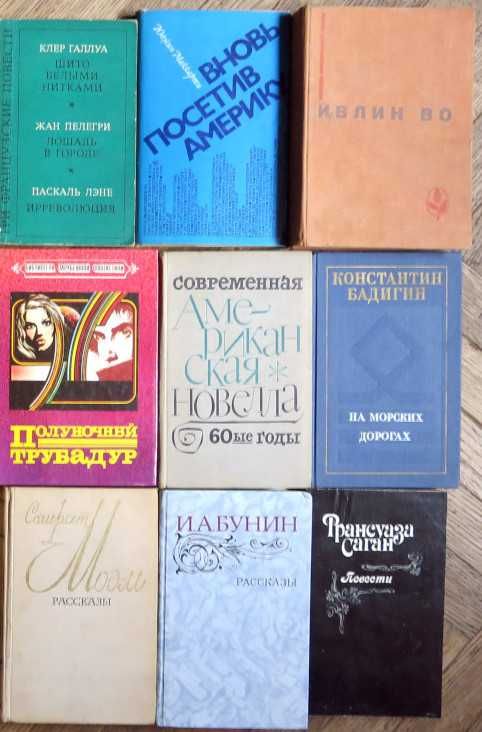 ТРИ ФРАНЦУЗСКИЕ ПОВЕСТИ
КЛЕР ГАЛЛУА
ШИТО
БЕЛЫМИ
НИТКАМИ
ЖАН ПЕЛЕГРИ
ЛОШАДЬ
В ГОРОДЕ
ПАСКАЛЬ ЛЭНЕ
ИРРЕВОЛЮЦИЯ
ВНОВЬ
ПОСЕТИВ
АМЕРИКУ
ИВЛИН ВО
ПОЛУНОЧНЫЙ
ТРУБАДУР
СОВРЕМЕННАЯ
АМЕ-
РИКАН
СКАЯ*
НОВЕЛЛА
60ые ГОДЫ
КОНСТАНТИН
БАДИГИН
НА МОРСКИХ
ДОРОГАХ
Сомерсет
Моэм
РАССКАЗЫ
И.А.БУНИН
РАССКАЗЫ
Франсуаза
Саган
Повести